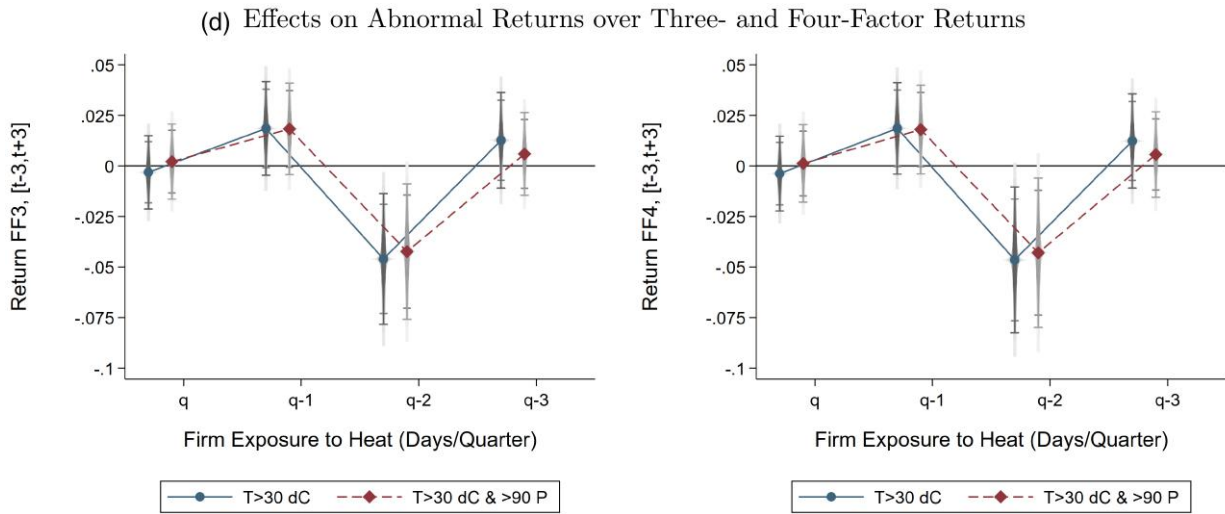 (d) Effects on Abnormal Returns over Three- and Four-Factor Returns
Return FF3, [t-3,t+3]
.05
.025
0
-.025
-.05
-.075
-.1
q
q-1
q-2
q-3
Firm Exposure to Heat (Days/Quarter)
T>30 dC
T>30 dC & >90 P
Return FF4, [t-3,t+3]
.05
.025
0
-.025
-.05
-.075
-.1
q
q-1
q-2
q-3
Firm Exposure to Heat (Days/Quarter)
T>30 dC
T>30 dC & >90 P